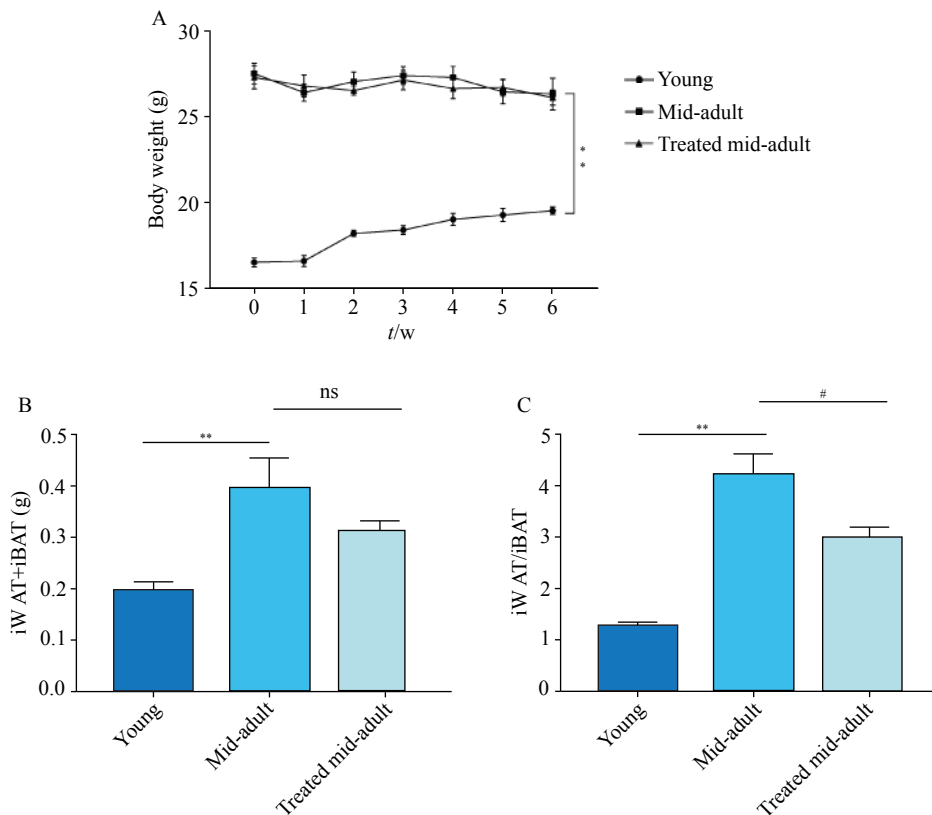 A
30
25
20
15
Body weight (g)
0 1 2 3 4 5 6
t/w
Young
Mid-adult
Treated mid-adult
**
B
ns
**
0.5
0.4
0.3
0.2
0.1
0.0
iW AT+iBAT (g)
Young
Mid-adult
Treated mid-adult
C
#
**
5
4
3
2
1
0
iW AT/iBAT
Young
Mid-adult
Treated mid-adult